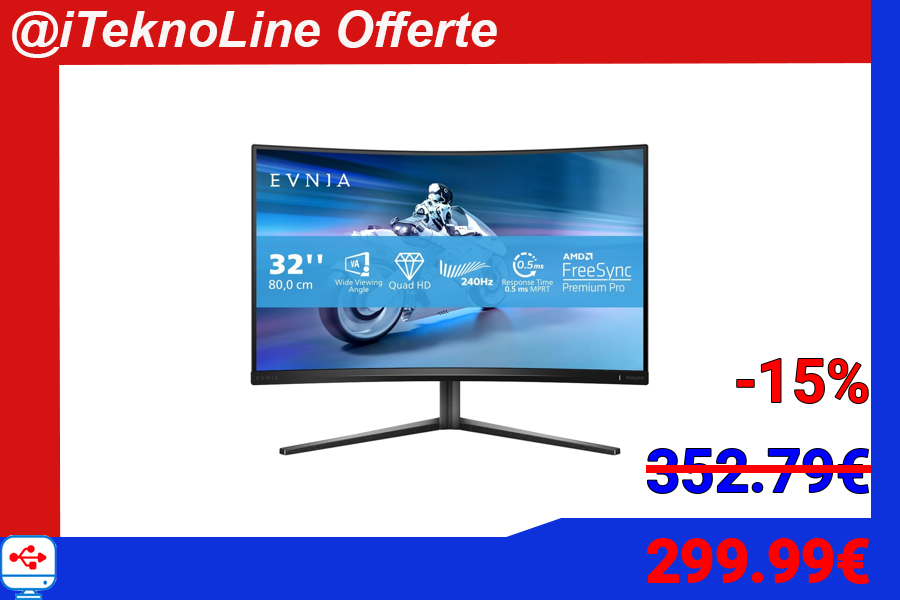 @iTeknoLine Offerte
EVNIA
32''
80,0 cm
VA
Wide Viewing
Angle
Quad HD
240Hz
0.5ms
Response Time
0.5 ms MPRT
AMD
FreeSync
Premium Pro
EVNIA
-15%
352.79€
299.99€